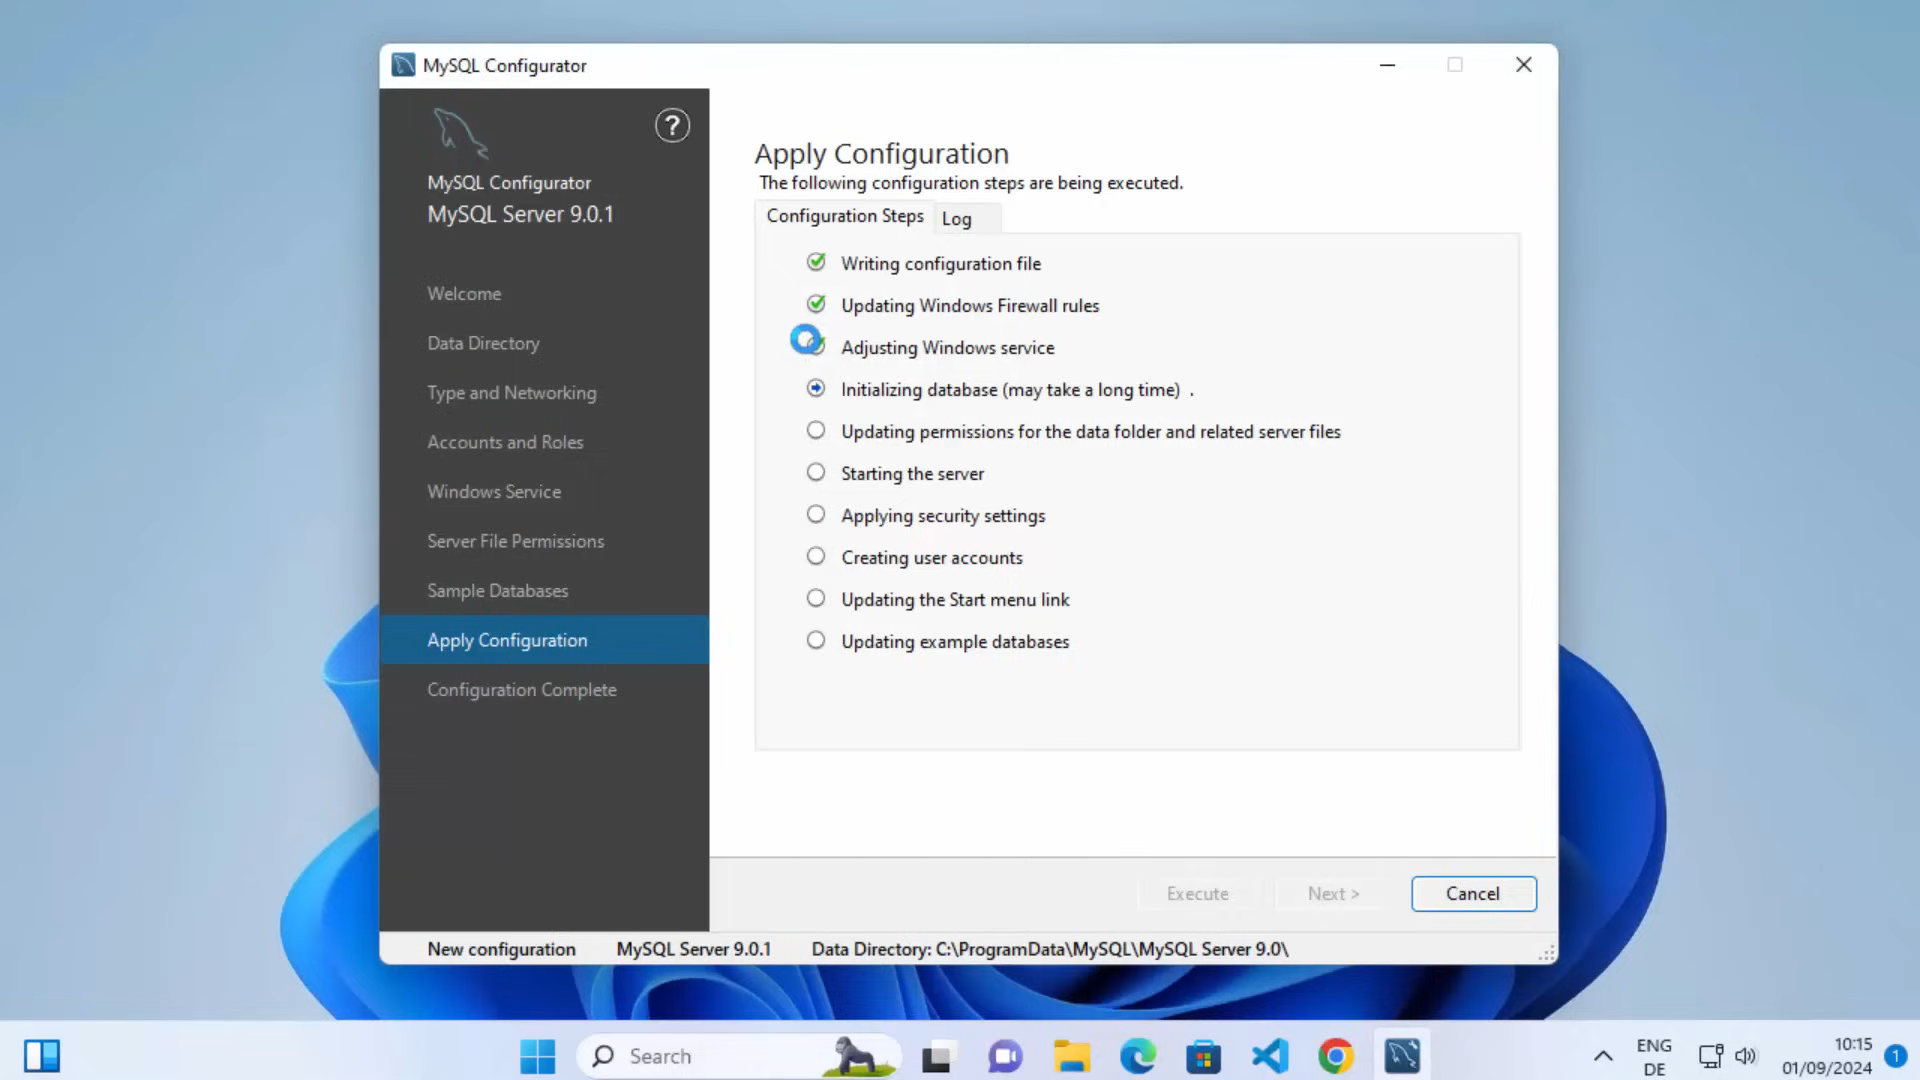 MySQL Configurator
?
MySQL Configurator
MySQL Server 9.0.1
Welcome
Data Directory
Type and Networking
Accounts and Roles
Windows Service
Server File Permissions
Sample Databases
Apply Configuration
Configuration Complete
Apply Configuration
The following configuration steps are being executed.
Configuration Steps
Log
Writing configuration file
Updating Windows Firewall rules
Adjusting Windows service
Initializing database (may take a long time) .
Updating permissions for the data folder and related server files
Starting the server
Applying security settings
Creating user accounts
Updating the Start menu link
Updating example databases
Execute
Next >
Cancel
New configuration
MySQL Server 9.0.1
Data Directory: C:\ProgramData\MySQL\MySQL Server 9.0\
Search
ENG
DE
10:15
01/09/2024
1